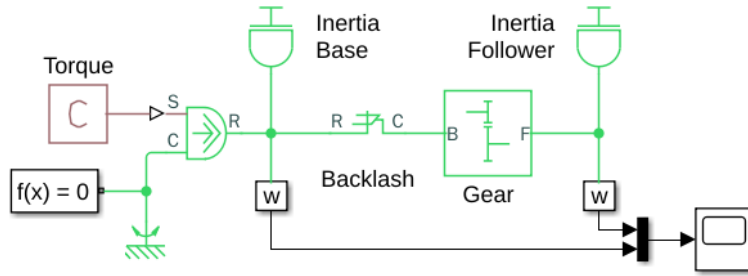 Inertia
Base
Inertia
Follower
Torque
C
S
C
R
R
C
B
F
Backlash
Gear
f(x) = 0
w
w